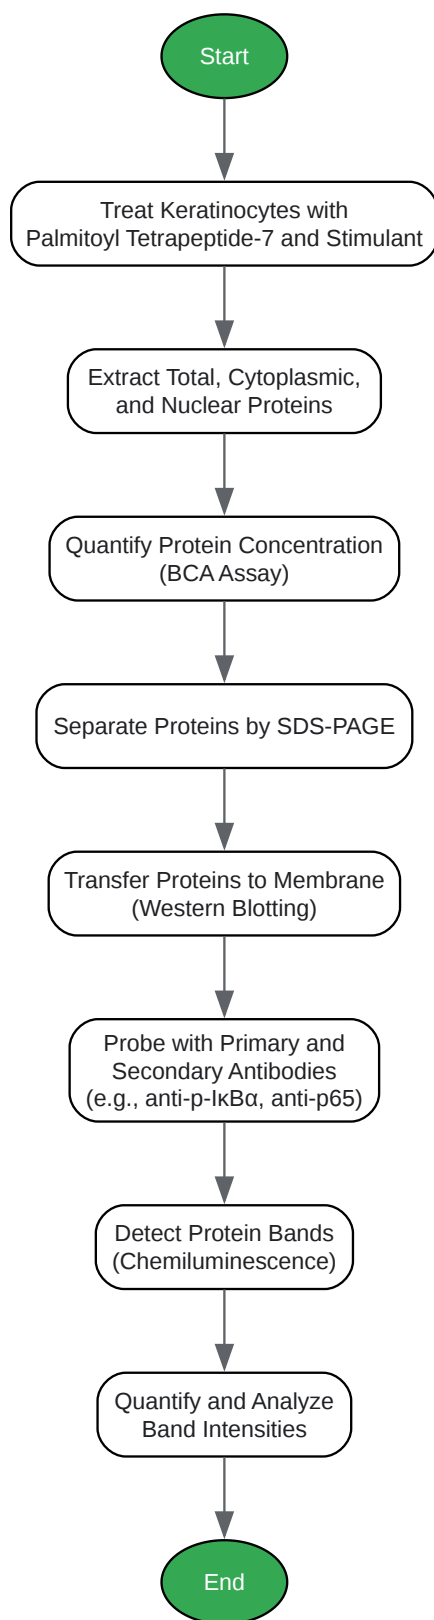 Start
Treat Keratinocytes with
Palmitoyl Tetrapeptide-7 and Stimulant
Extract Total, Cytoplasmic,
and Nuclear Proteins
Quantify Protein Concentration
(BCA Assay)
Separate Proteins by SDS-PAGE
Transfer Proteins to Membrane
(Western Blotting)
Probe with Primary and
Secondary Antibodies
(e.g., anti-p-IκBα, anti-p65)
Detect Protein Bands
(Chemiluminescence)
Quantify and Analyze
Band Intensities
End